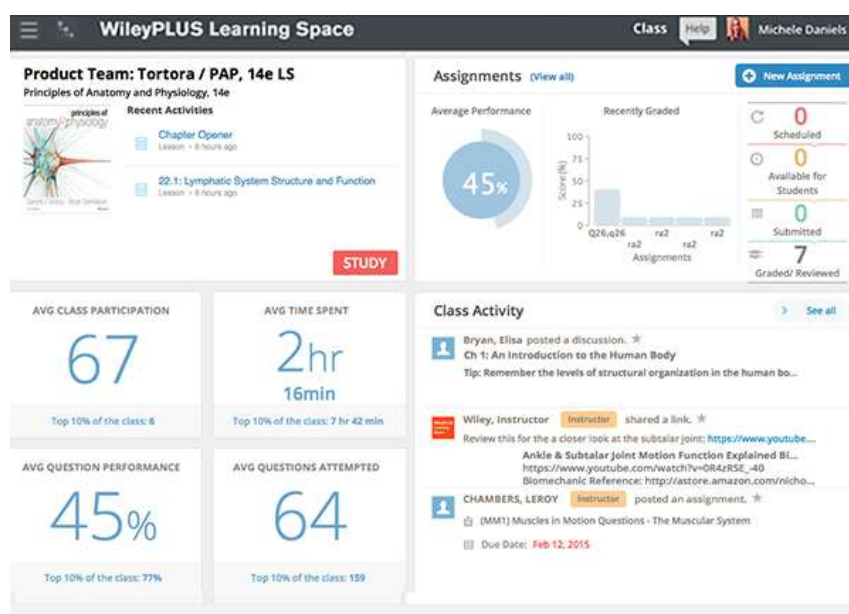 WileyPLUS Learning Space
Class Help Michele Daniels
Product Team: Tortora / PAP, 14e LS
Principles of Anatomy and Physiology, 14e
principles of
anatomy & physiology
Recent Activities
Chapter Opener
Lesson - 6 hours ago
22.1: Lymphatic System Structure and Function
Lesson - 6 hours ago
STUDY
Assignments (View all)
New Assignment
Average Performance
45%
Recently Graded
Score (%)
100
75
50
25
0
Q26,q26 ra2 ra2
ra2 ra2
Assignments
0
Scheduled
0
Available for
Students
0
Submitted
7
Graded/ Reviewed
AVG CLASS PARTICIPATION
67
Top 10% of the class: 6
AVG TIME SPENT
2hr
16min
Top 10% of the class: 7 hr 42 min
AVG QUESTION PERFORMANCE
45%
Top 10% of the class: 77%
AVG QUESTIONS ATTEMPTED
64
Top 10% of the class: 159
Class Activity
See all
Bryan, Elisa posted a discussion.
Ch 1: An Introduction to the Human Body
Tip: Remember the levels of structural organization in the human bo...
Wiley, Instructor Instructor shared a link.
Review this for the a closer look at the subtalar joint: https://www.youtube...
Ankle & Subtalar Joint Motion Function Explained Bi...
https://www.youtube.com/watch?v=0R4zRSE_-40
Biomechanic Reference: http://astore.amazon.com/nicho...
CHAMBERS, LEROY Instructor posted an assignment.
(MM1) Muscles in Motion Questions - The Muscular System
Due Date: Feb 12, 2015